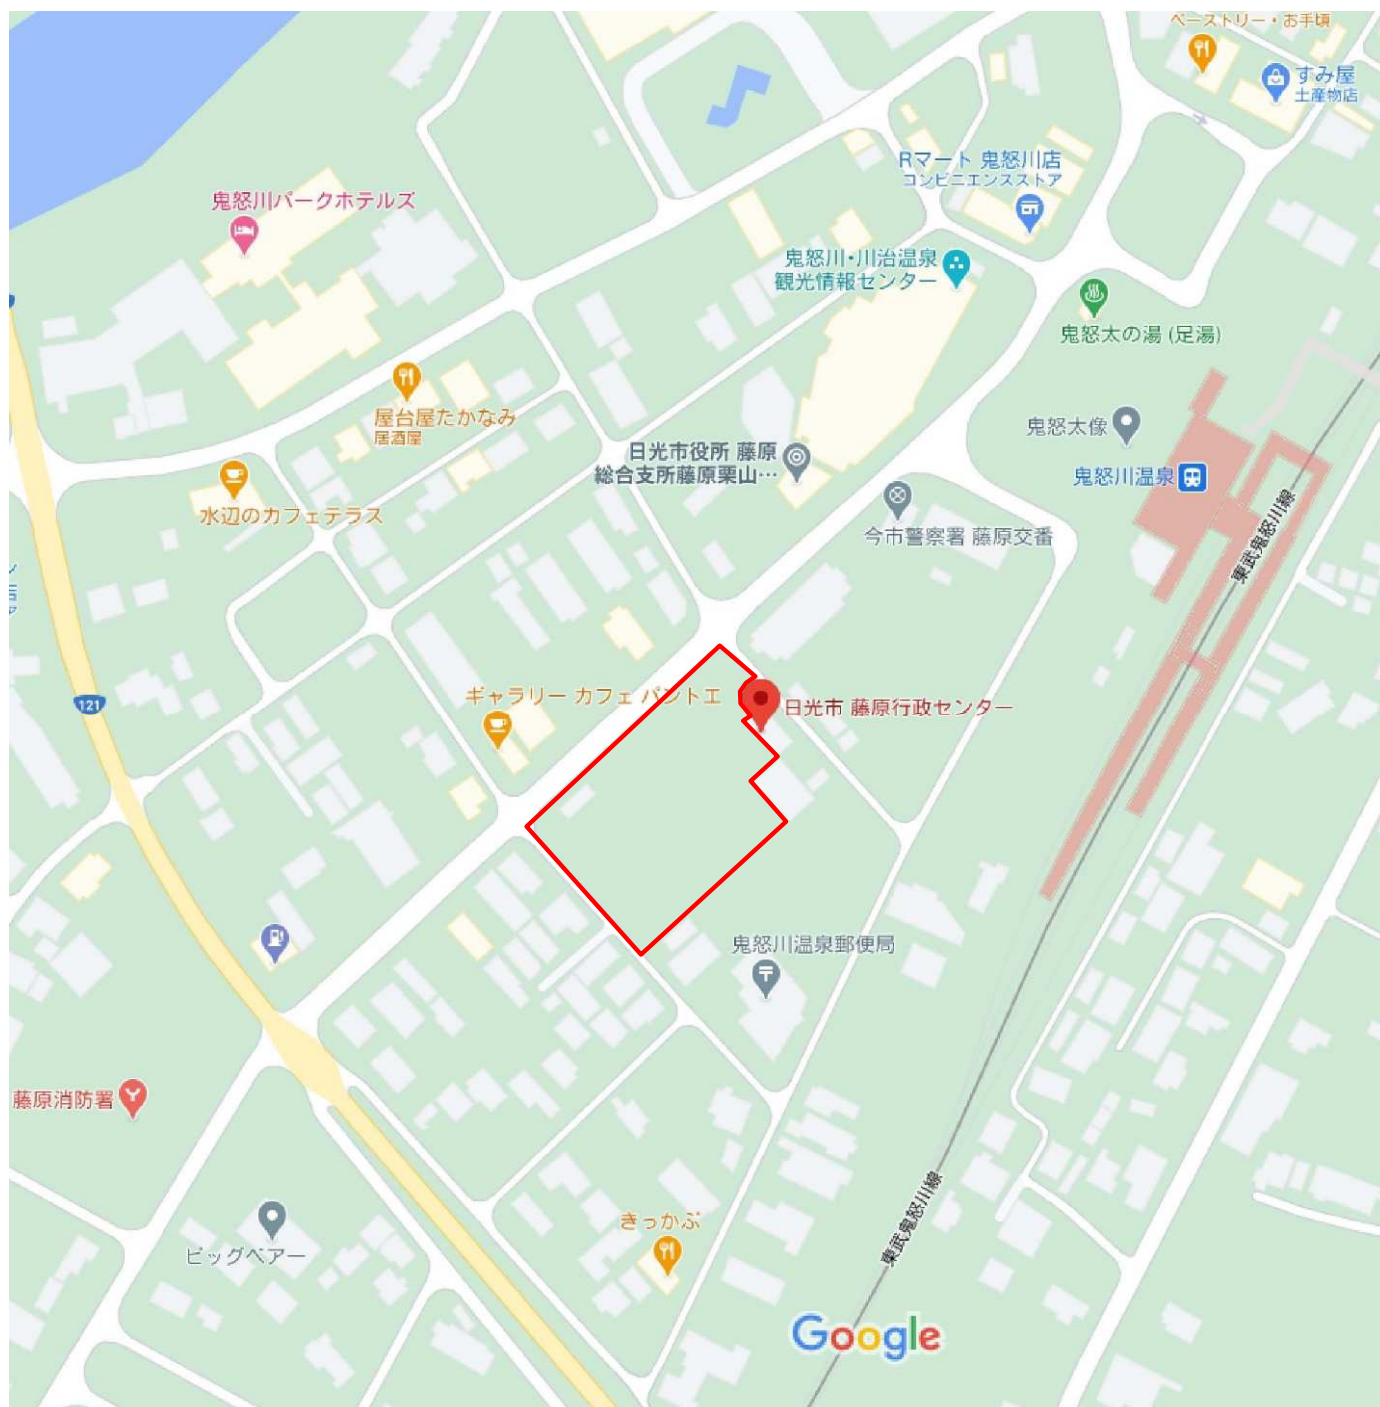 ペーストリー・お手頃
すみ屋
土産物店
Rマート 鬼怒川店
コンビニエンスストア
鬼怒川パークホテルズ
鬼怒川・川治温泉
観光情報センター
鬼怒太の湯 (足湯)
屋台屋たかなみ
居酒屋
鬼怒太像
日光市役所 藤原
総合支所藤原栗山…
鬼怒川温泉
水辺のカフェテラス
今市警察署 藤原交番
東武鬼怒川線
121
ギャラリー カフェ パントエ
日光市 藤原行政センター
鬼怒川温泉郵便局
藤原消防署
東武鬼怒川線
きっかぶ
ビッグベアー
Google